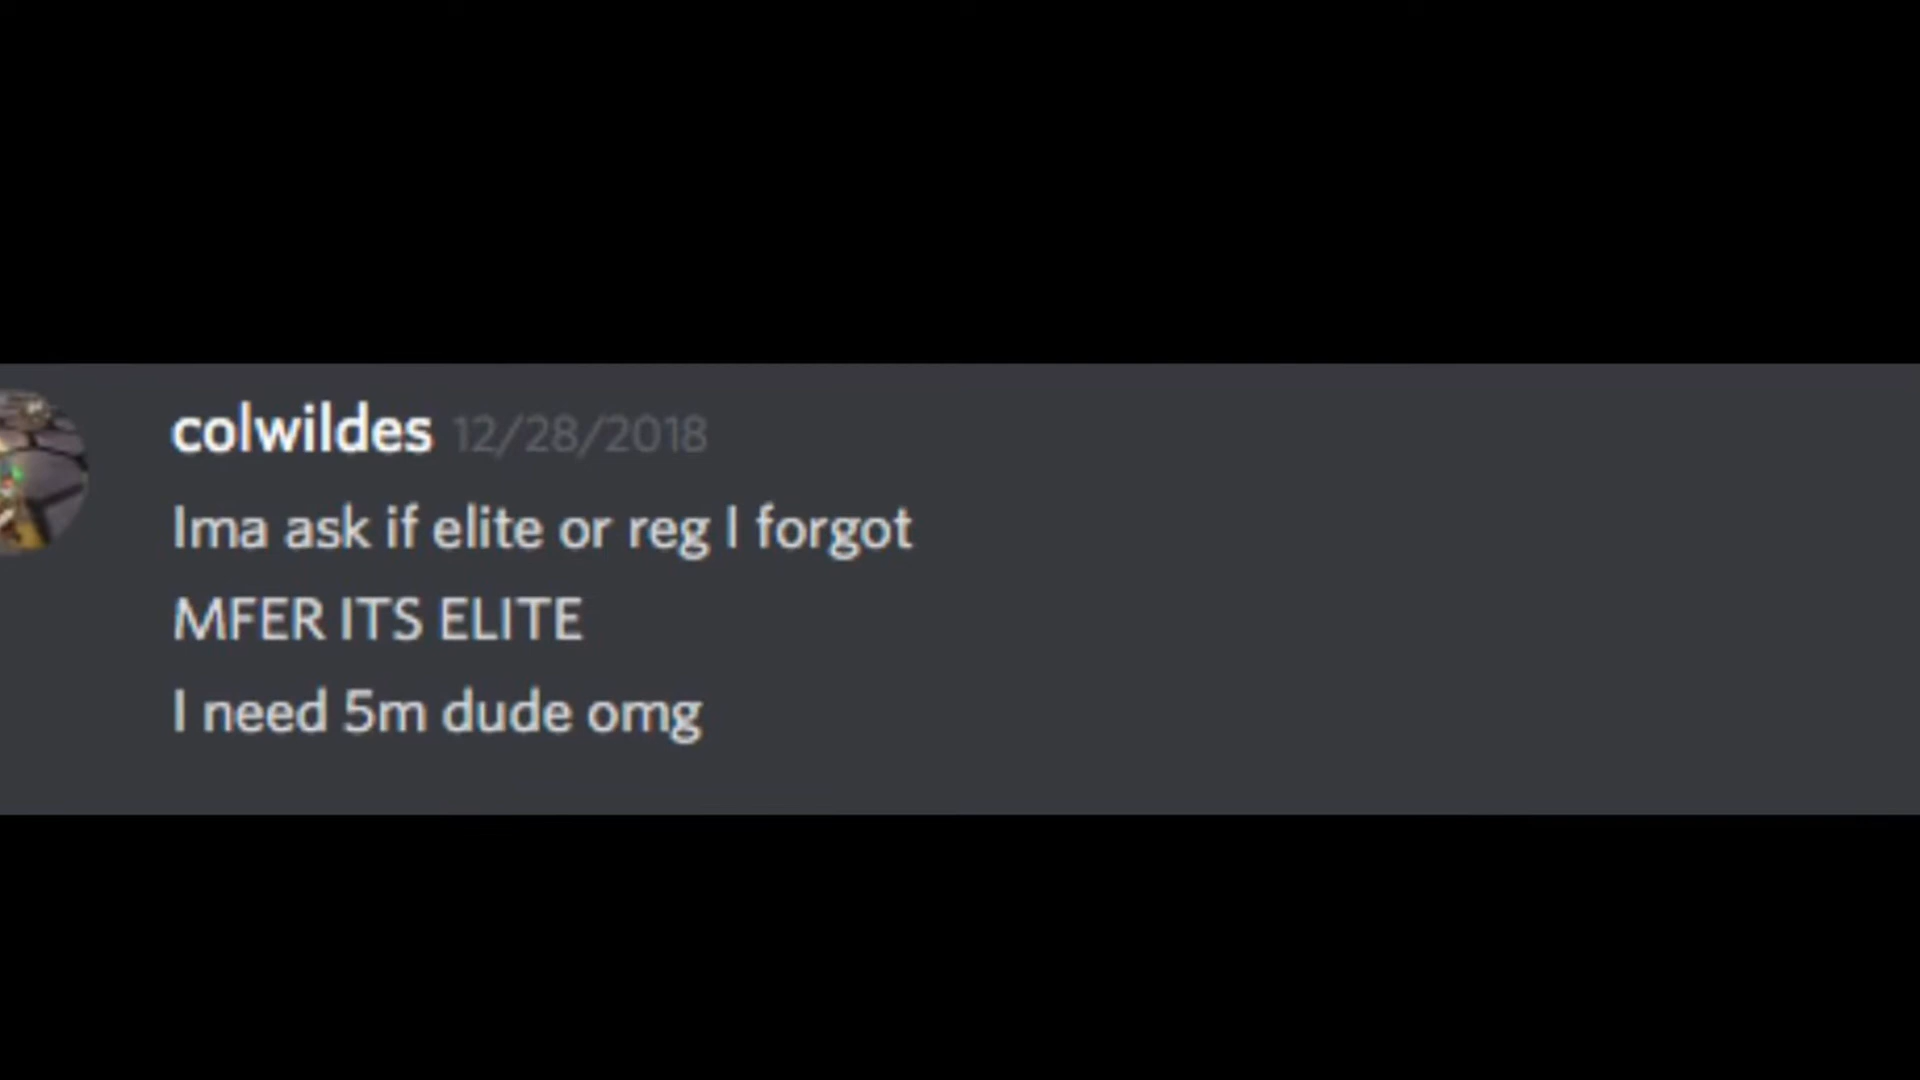 colwildes 12/28/2018
Ima ask if elite or reg I forgot
MFER ITS ELITE
I need 5m dude omg